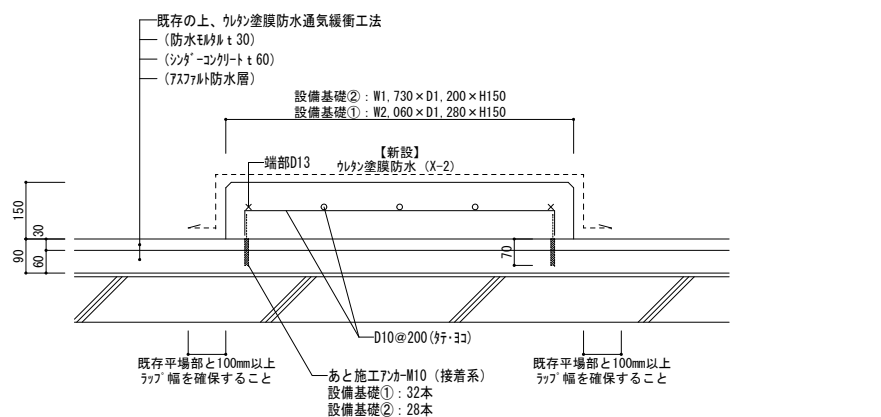 既存の上、ｳﾚﾀﾝ塗膜防水通気緩衝工法
(防水ﾓﾙﾀﾙｔ30)
(ｼﾝﾀﾞｰｺﾝｸﾘｰﾄｔ60)
(ｱｽﾌｧﾙﾄ防水層)
設備基礎②：W1,730×D1,200×H150
設備基礎①：W2,060×D1,280×H150
【新設】
ｳﾚﾀﾝ塗膜防水 (X-2)
端部D13
150
30
90
60
70
D10@200(ﾀﾃ･ﾖｺ)
既存平場部と100mm以上
ﾗｯﾌﾟ幅を確保すること
あと施工ｱﾝｶｰM10（接着系）
設備基礎①：32本
設備基礎②：28本
既存平場部と100mm以上
ﾗｯﾌﾟ幅を確保すること